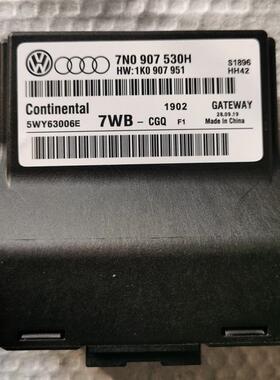 7N0 907 530H
HW:1K0 907 951
S1896
HH42
Continental
1902
GATEWAY
5WY63006E
7WB - CGQ F1
28.09.19
Made in China